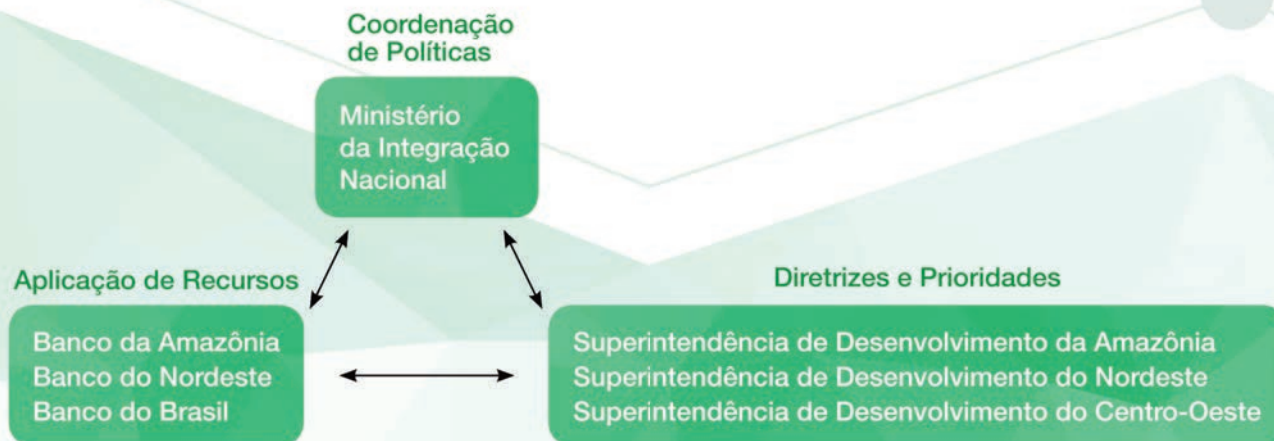 Coordenação
de Políticas
Ministério
da Integração
Nacional
Aplicação de Recursos
Banco da Amazônia
Banco do Nordeste
Banco do Brasil
Diretrizes e Prioridades
Superintendência de Desenvolvimento da Amazônia
Superintendência de Desenvolvimento do Nordeste
Superintendência de Desenvolvimento do Centro-Oeste